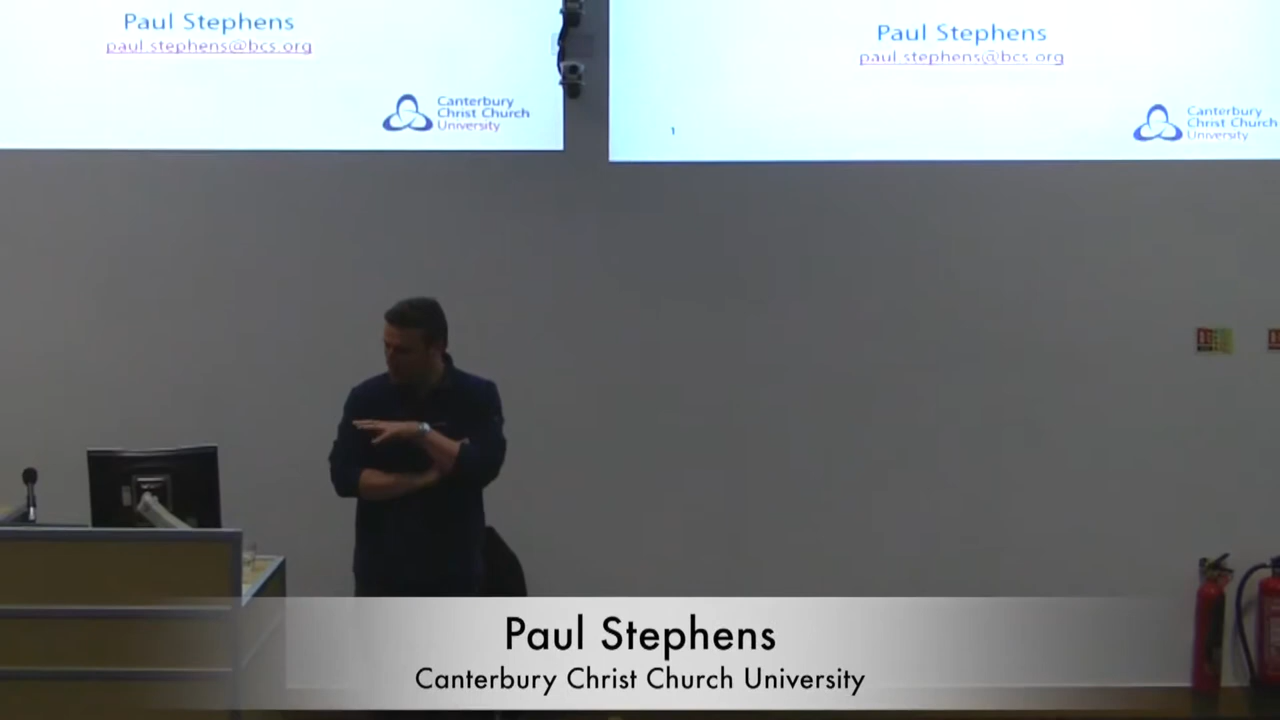 Paul Stephens
paul.stephens@bcs.org
Canterbury
Christ Church
University
Paul Stephens
paul.stephens@bcs.org
1
Canterbury
Christ Church
University
Paul Stephens
Canterbury Christ Church University